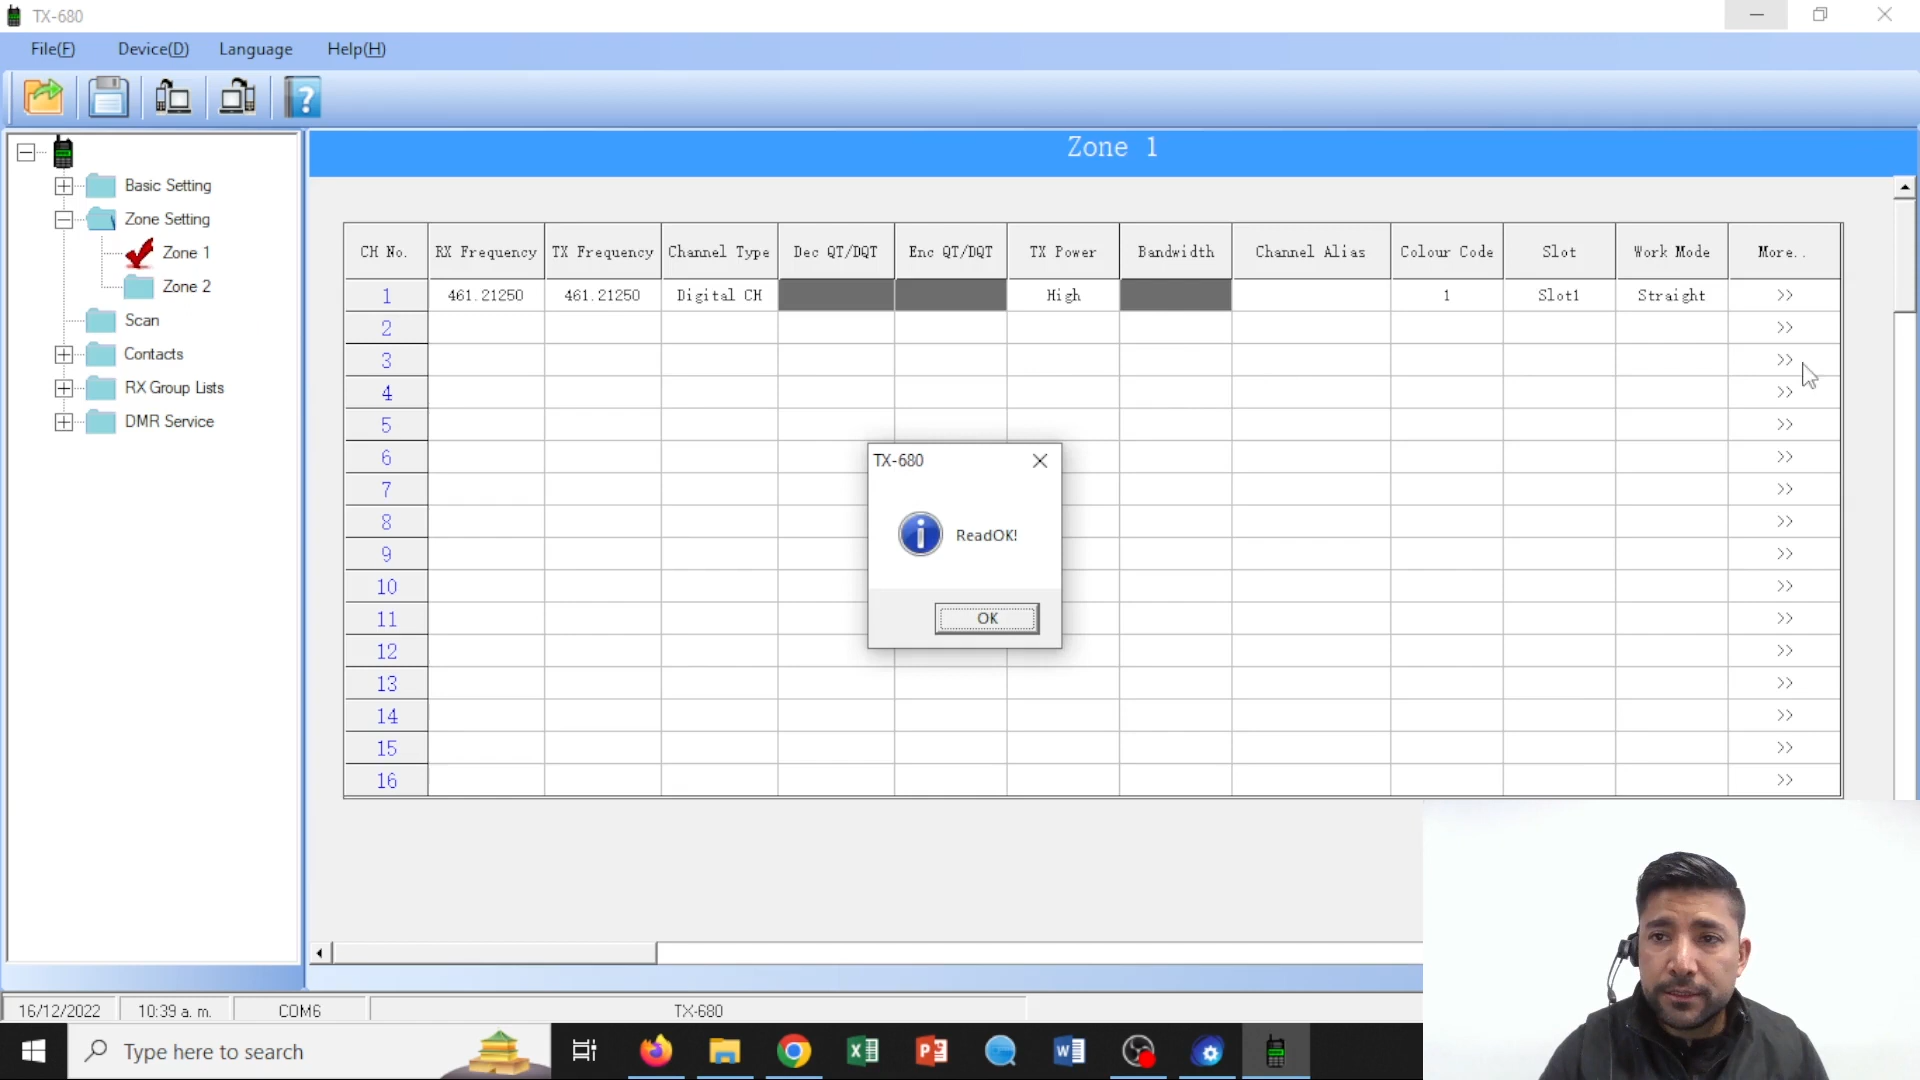 TX-680
File(F) Device(D) Language Help(H)
Zone 1
Basic Setting
Zone Setting
Zone 1
Zone 2
Scan
Contacts
RX Group Lists
DMR Service
CH No. RX Frequency TX Frequency Channel Type Dec QT/DQT Enc QT/DQT TX Power Bandwidth Channel Alias Colour Code Slot Work Mode More..
1 461.21250 461.21250 Digital CH High 1 Slot1 Straight >>
2 >>
3 >>
4 >>
5 >>
6 >>
7 >>
8 >>
9 >>
10 >>
11 >>
12 >>
13 >>
14 >>
15 >>
16 >>
TX-680
ReadOK!
OK
16/12/2022 10:39 a. m. COM6 TX-680
Type here to search